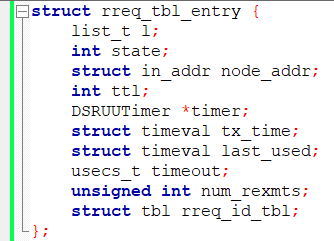 struct rreq_tbl_entry {
list_t l;
int state;
struct in_addr node_addr;
int ttl;
DSRUUTimer *timer;
struct timeval tx_time;
struct timeval last_used;
usecs_t timeout;
unsigned int num_rexmts;
struct tbl rreq_id_tbl;
};